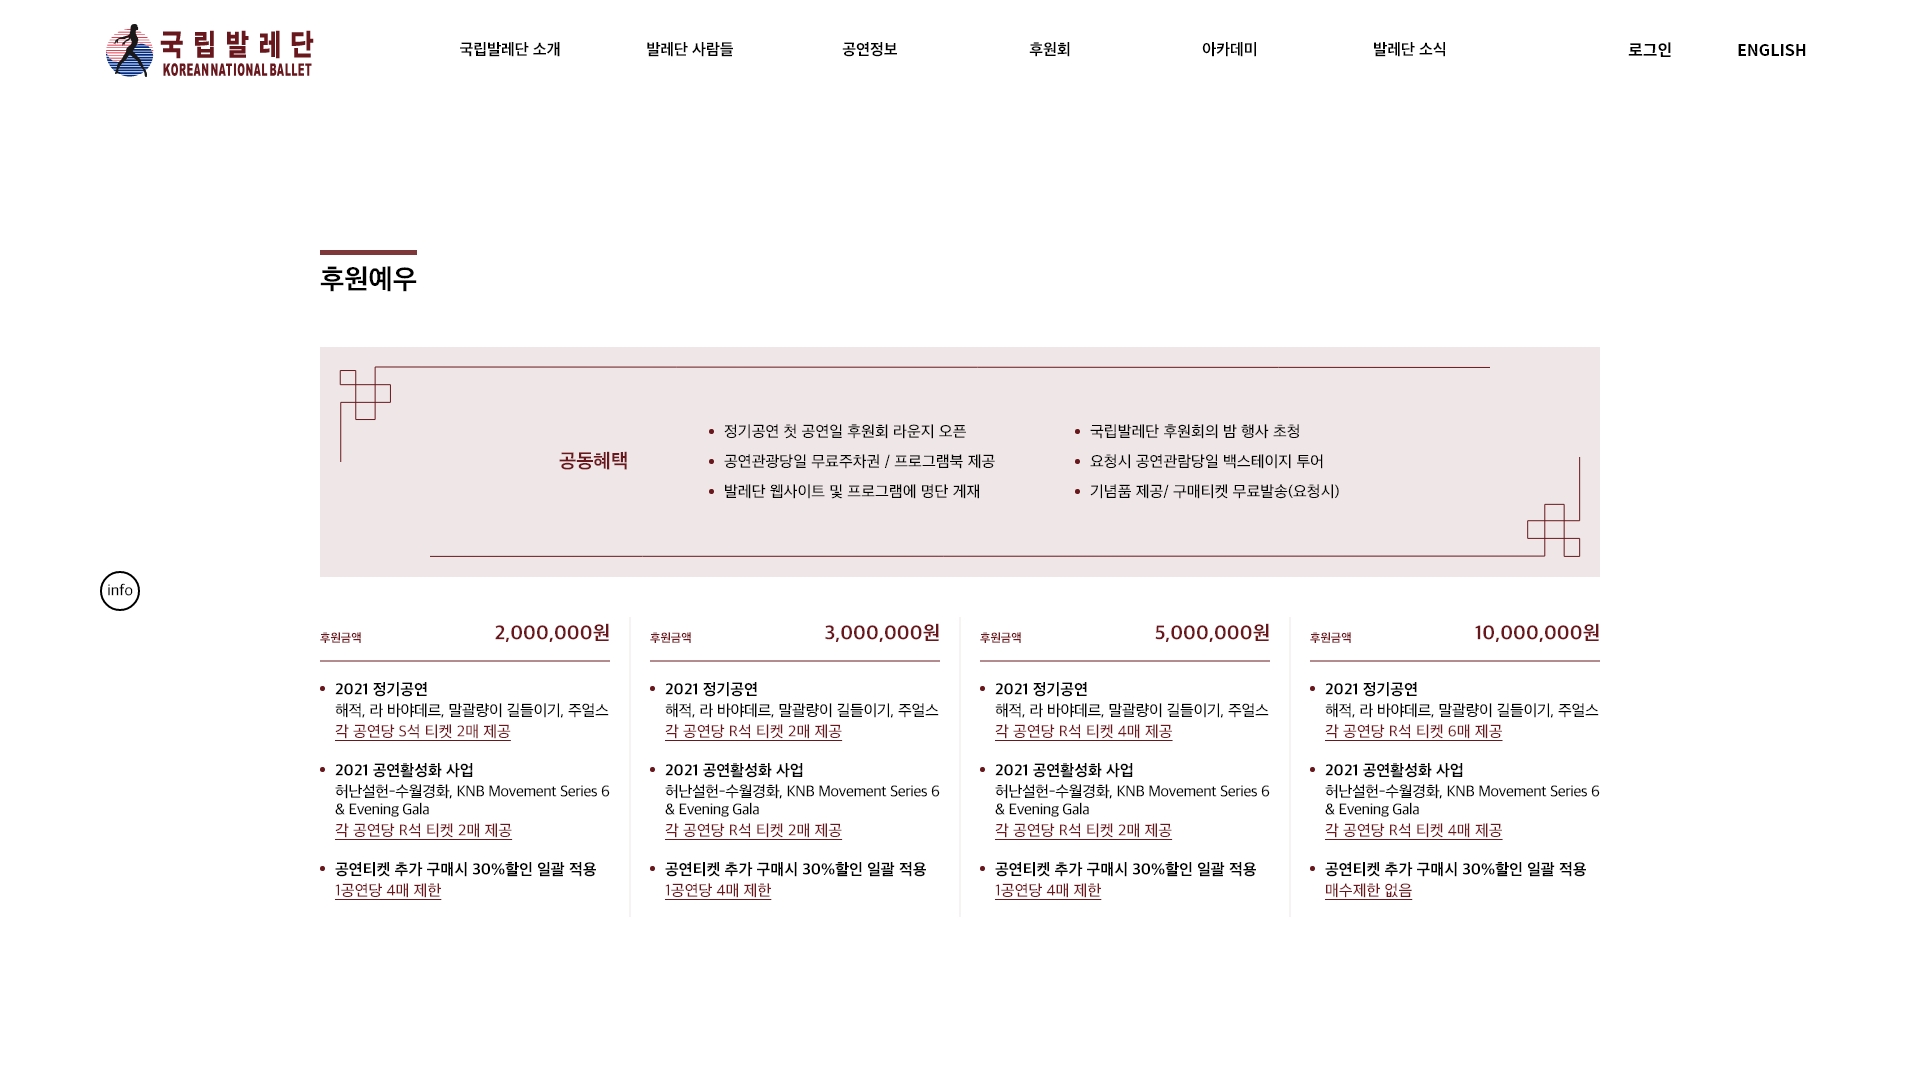 국립발레단
KOREAN NATIONAL BALLET
국립발레단 소개
발레단 사람들
공연정보
후원회
아카데미
발레단 소식
로그인
ENGLISH
후원예우
공동혜택
정기공연 첫 공연일 후원회 라운지 오픈
공연관광당일 무료주차권 / 프로그램북 제공
발레단 웹사이트 및 프로그램에 명단 게재
국립발레단 후원회의 밤 행사 초청
요청시 공연관람당일 백스테이지 투어
기념품 제공/ 구매티켓 무료발송(요청시)
info
후원금액 2,000,000원
2021 정기공연
해적, 라 바야데르, 말괄량이 길들이기, 주얼스
각 공연당 S석 티켓 2매 제공
2021 공연활성화 사업
허난설헌-수월경화, KNB Movement Series 6
& Evening Gala
각 공연당 R석 티켓 2매 제공
공연티켓 추가 구매시 30%할인 일괄 적용
1공연당 4매 제한
후원금액 3,000,000원
2021 정기공연
해적, 라 바야데르, 말괄량이 길들이기, 주얼스
각 공연당 R석 티켓 2매 제공
2021 공연활성화 사업
허난설헌-수월경화, KNB Movement Series 6
& Evening Gala
각 공연당 R석 티켓 2매 제공
공연티켓 추가 구매시 30%할인 일괄 적용
1공연당 4매 제한
후원금액 5,000,000원
2021 정기공연
해적, 라 바야데르, 말괄량이 길들이기, 주얼스
각 공연당 R석 티켓 4매 제공
2021 공연활성화 사업
허난설헌-수월경화, KNB Movement Series 6
& Evening Gala
각 공연당 R석 티켓 2매 제공
공연티켓 추가 구매시 30%할인 일괄 적용
1공연당 4매 제한
후원금액 10,000,000원
2021 정기공연
해적, 라 바야데르, 말괄량이 길들이기, 주얼스
각 공연당 R석 티켓 6매 제공
2021 공연활성화 사업
허난설헌-수월경화, KNB Movement Series 6
& Evening Gala
각 공연당 R석 티켓 4매 제공
공연티켓 추가 구매시 30%할인 일괄 적용
매수제한 없음